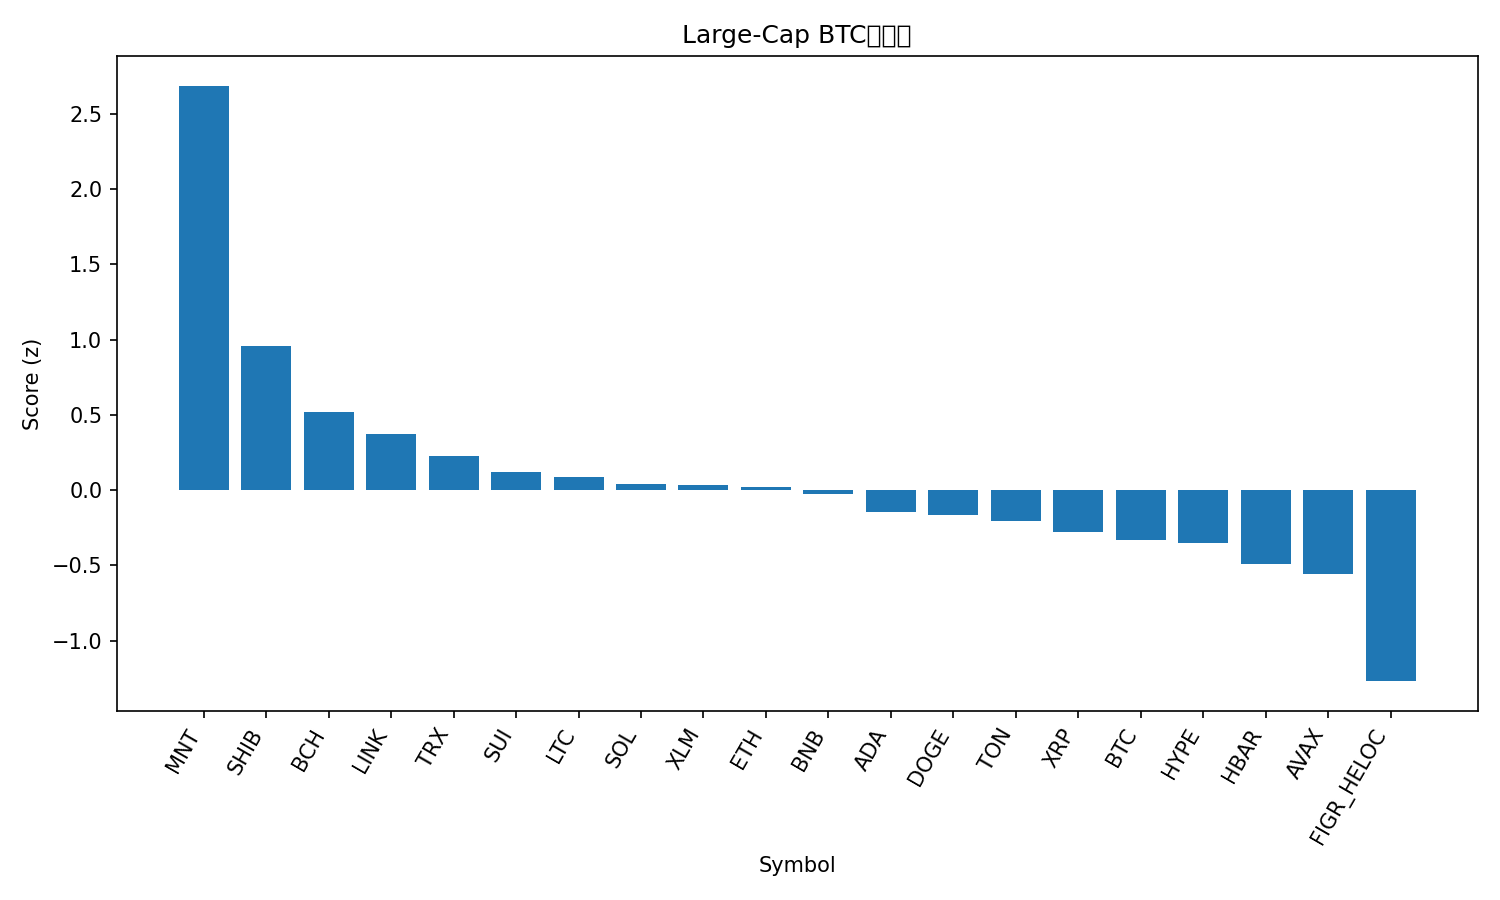 Large-Cap BTC
Score (z)
2.5
2.0
1.5
1.0
0.5
0.0
−0.5
−1.0
MNT
SHIB
BCH
LINK
TRX
SUI
LTC
SOL
XLM
ETH
BNB
ADA
DOGE
TON
XRP
BTC
HYPE
HBAR
AVAX
FIGR_HELOC
Symbol